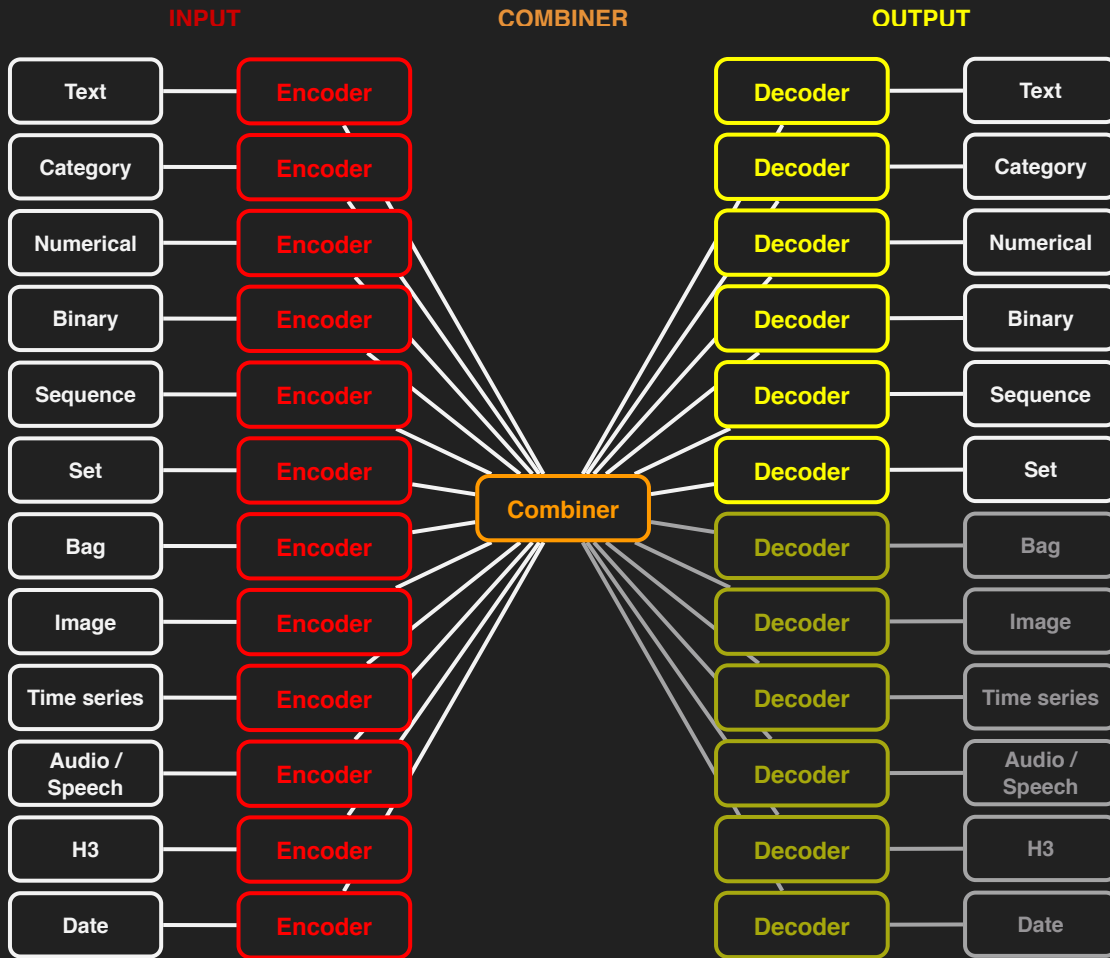 INPUT COMBINER OUTPUT
Text Encoder Decoder Text
Category Encoder Decoder Category
Numerical Encoder Decoder Numerical
Binary Encoder Decoder Binary
Sequence Encoder Decoder Sequence
Set Encoder Decoder Set
Combiner
Bag Encoder Decoder Bag
Image Encoder Decoder Image
Time series Encoder Decoder Time series
Audio /
Speech Encoder Decoder Audio /
Speech
H3 Encoder Decoder H3
Date Encoder Decoder Date